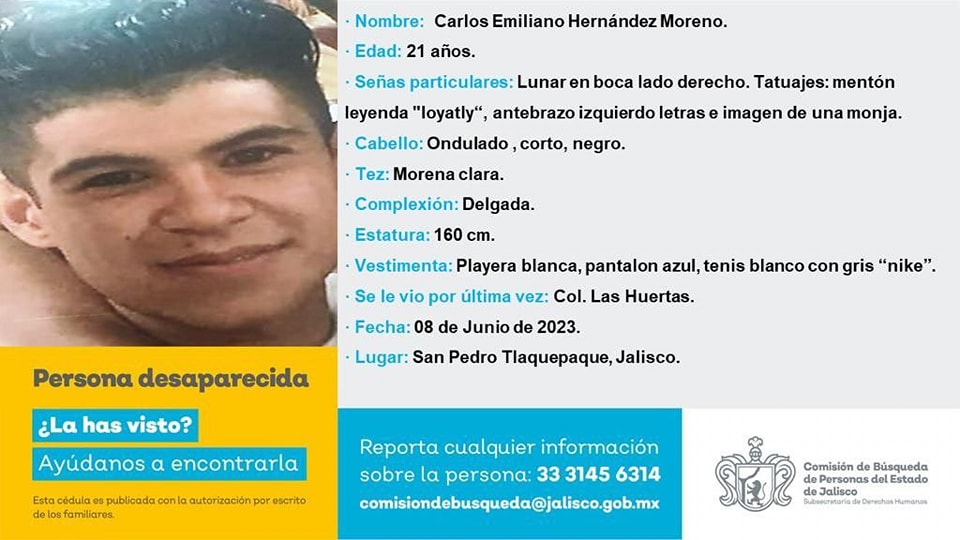 · Nombre: Carlos Emiliano Hernández Moreno.
· Edad: 21 años.
· Señas particulares: Lunar en boca lado derecho. Tatuajes: mentón
leyenda "loyatly“, antebrazo izquierdo letras e imagen de una monja.
· Cabello: Ondulado , corto, negro.
· Tez: Morena clara.
· Complexión: Delgada.
· Estatura: 160 cm.
· Vestimenta: Playera blanca, pantalon azul, tenis blanco con gris “nike”.
· Se le vio por última vez: Col. Las Huertas.
· Fecha: 08 de Junio de 2023.
· Lugar: San Pedro Tlaquepaque, Jalisco.
Persona desaparecida
¿La has visto?
Ayúdanos a encontrarla
Esta cédula es publicada con la autorización por escrito
de los familiares.
Reporta cualquier información
sobre la persona: 33 3145 6314
comisiondebusqueda@jalisco.gob.mx
Comisión de Búsqueda
de Personas del Estado
de Jalisco
Subsecretaría de Derechos Humanos